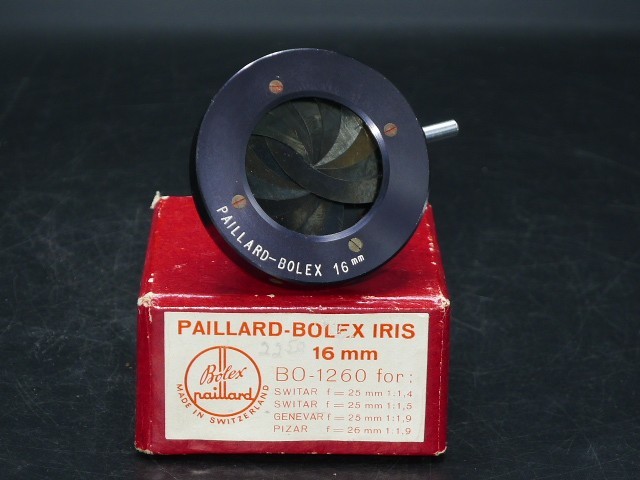 PAILLARD-BOLEX 16mm
PAILLARD-BOLEX IRIS
16 mm
2250
BO-1260 for:
SWITAR f = 25 mm 1:1,4
SWITAR f = 25 mm 1:1,5
GENEVAR f = 25 mm 1:1,9
PIZAR f = 26 mm 1:1,9
Bolex
paillard
MADE IN SWITZERLAND